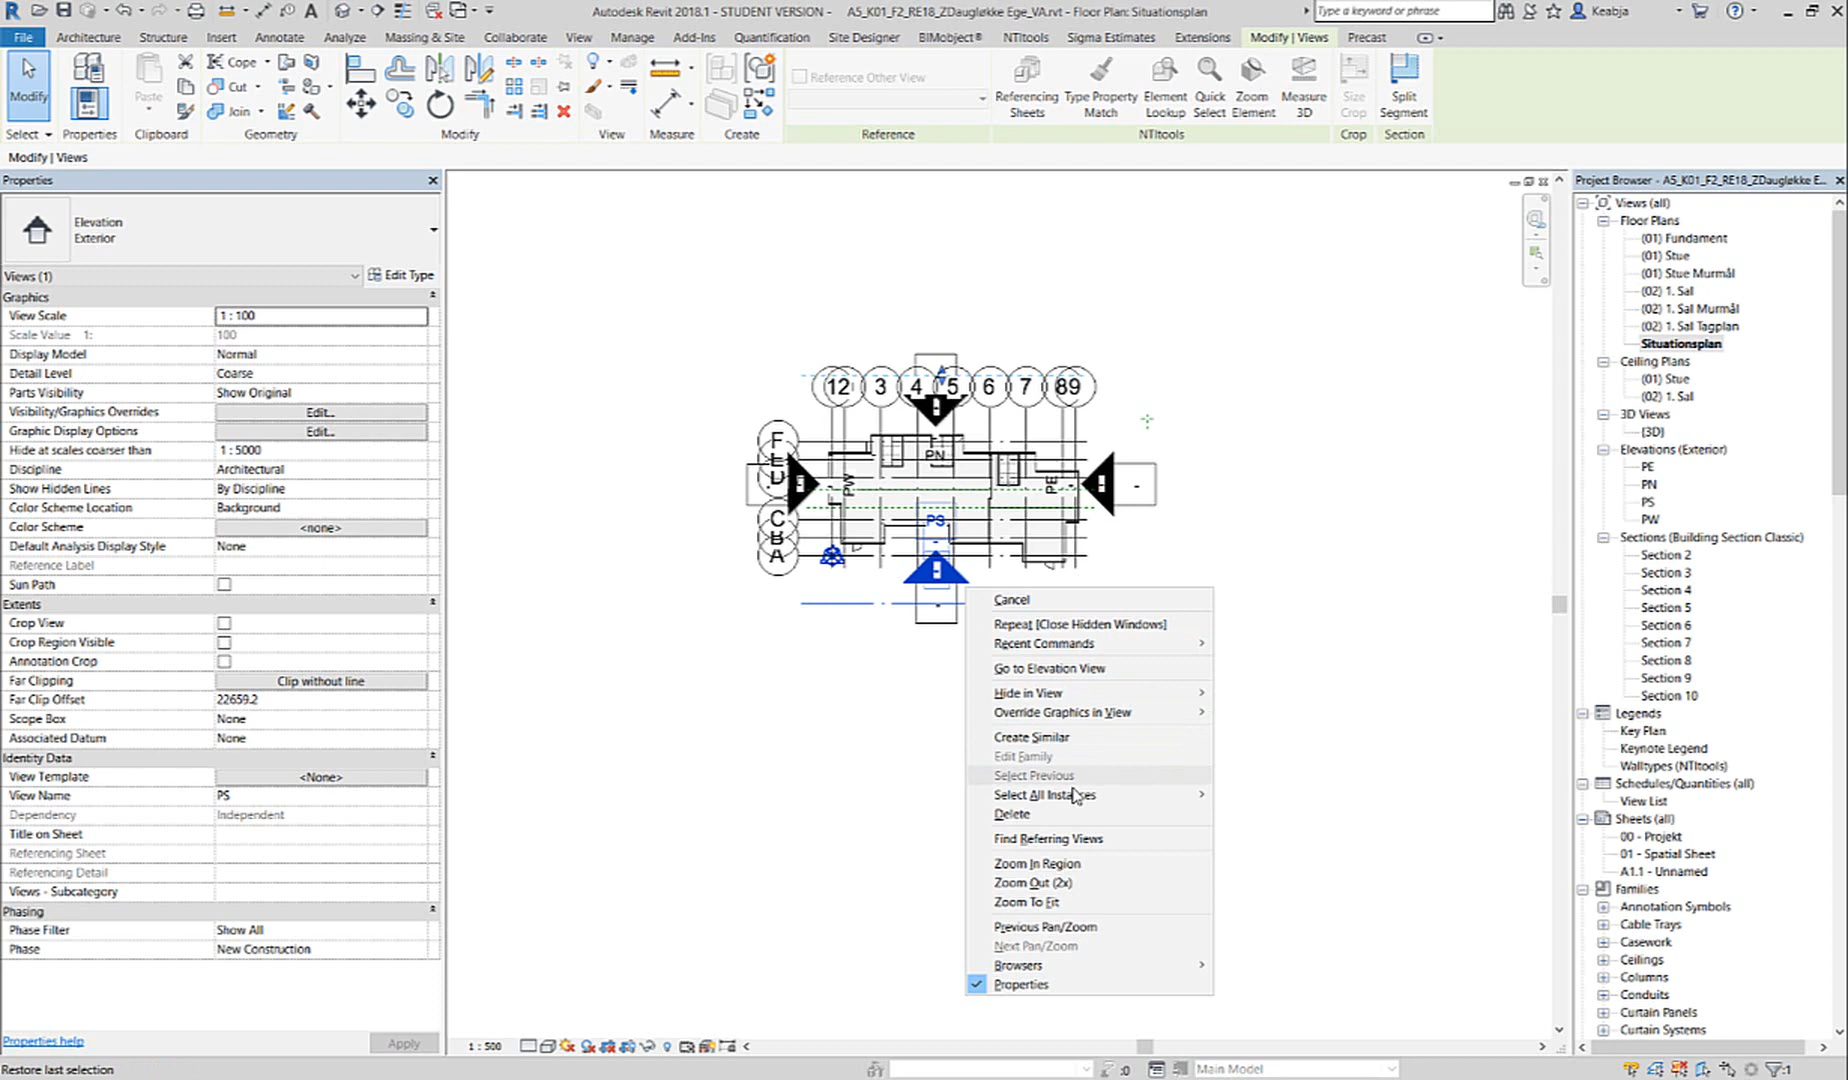 Autodesk Revit 2018.1 - STUDENT VERSION - A5_K01_F2_RE18_ZDaugløkke Ege_VA.rvt - Floor Plan: Situationsplan
Type a keyword or phrase
Keabja
File Architecture Structure Insert Annotate Analyze Massing & Site Collaborate View Manage Add-Ins Quantification Site Designer BIMobject® NTItools Sigma Estimates Extensions Modify | Views Precast
Modify
Paste
Cope
Cut
Join
Reference Other View
Referencing Sheets
Type Property Match
Element Lookup
Quick Select
Zoom Element
Measure 3D
Size Crop
Split Segment
Select Properties Clipboard Geometry Modify View Measure Create Reference NTItools Crop Section
Modify | Views
Properties
Elevation
Exterior
Views (1)
Edit Type
Graphics
View Scale 1 : 100
Scale Value 1: 100
Display Model Normal
Detail Level Coarse
Parts Visibility Show Original
Visibility/Graphics Overrides Edit...
Graphic Display Options Edit...
Hide at scales coarser than 1 : 5000
Discipline Architectural
Show Hidden Lines By Discipline
Color Scheme Location Background
Color Scheme <none>
Default Analysis Display Style None
Reference Label
Sun Path
Extents
Crop View
Crop Region Visible
Annotation Crop
Far Clipping Clip without line
Far Clip Offset 22659.2
Scope Box None
Associated Datum None
Identity Data
View Template <None>
View Name PS
Dependency Independent
Title on Sheet
Referencing Sheet
Referencing Detail
Views - Subcategory
Phasing
Phase Filter Show All
Phase New Construction
Properties help
Apply
Restore last selection
1 2 3 4 5 6 7 8 9
F
E
D
C
B
A
PN
PW
PE
PS
Cancel
Repeat [Close Hidden Windows]
Recent Commands
Go to Elevation View
Hide in View
Override Graphics in View
Create Similar
Edit Family
Select Previous
Select All Instances
Delete
Find Referring Views
Zoom In Region
Zoom Out (2x)
Zoom To Fit
Previous Pan/Zoom
Next Pan/Zoom
Browsers
Properties
1 : 500
:0
Main Model
:1
Project Browser - A5_K01_F2_RE18_ZDaugløkke E...
Views (all)
Floor Plans
(01) Fundament
(01) Stue
(01) Stue Murmål
(02) 1. Sal
(02) 1. Sal Murmål
(02) 1. Sal Tagplan
Situationsplan
Ceiling Plans
(01) Stue
(02) 1. Sal
3D Views
{3D}
Elevations (Exterior)
PE
PN
PS
PW
Sections (Building Section Classic)
Section 2
Section 3
Section 4
Section 5
Section 6
Section 7
Section 8
Section 9
Section 10
Legends
Key Plan
Keynote Legend
Walltypes (NTItools)
Schedules/Quantities (all)
View List
Sheets (all)
00 - Projekt
01 - Spatial Sheet
A1.1 - Unnamed
Families
Annotation Symbols
Cable Trays
Casework
Ceilings
Columns
Conduits
Curtain Panels
Curtain Systems